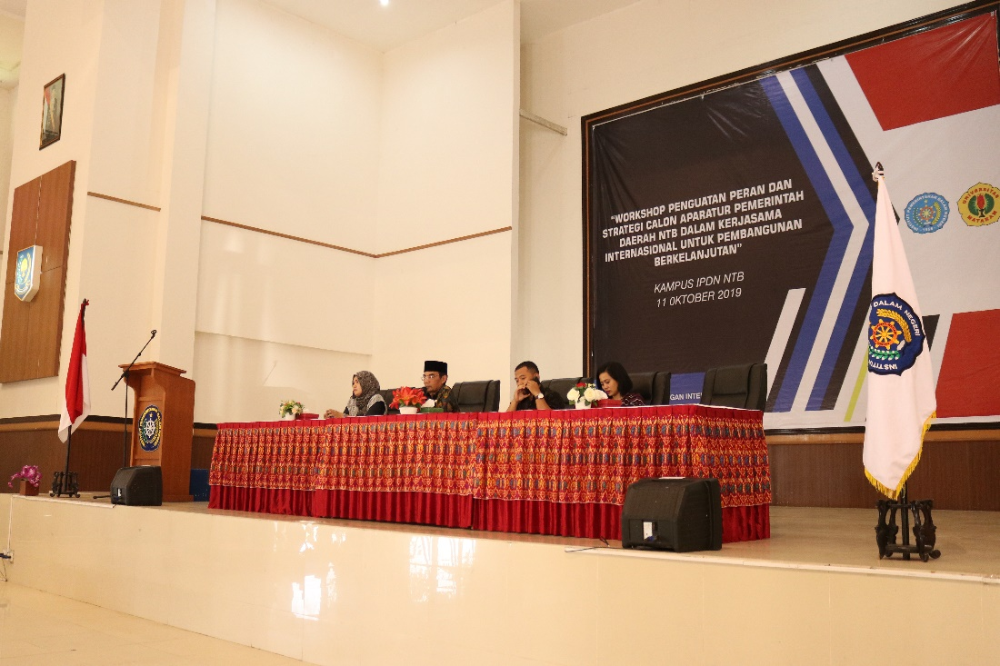 "WORKSHOP PENGUATAN PERAN DAN
STRATEGI CALON APARATUR PEMERINTAH
DAERAH NTB DALAM KERJASAMA
INTERNASIONAL UNTUK PEMBANGUNAN
BERKELANJUTAN"
KAMPUS IPDN NTB
11 OKTOBER 2019
UNIVERSITAS
MATARAM
DALAM NEGERI
INSTITU
GAN INTE